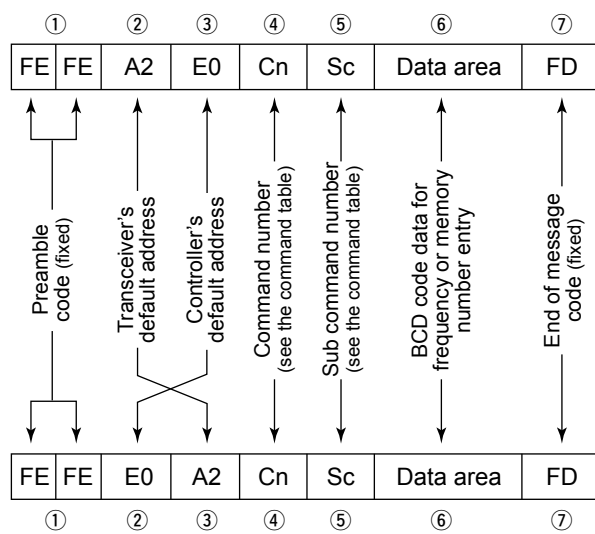 ① ② ③ ④ ⑤ ⑥ ⑦
FE FE A2 E0 Cn Sc Data area FD
Preamble
code (fixed)
Transceiver's
default address
Controller's
default address
Command number
(see the command table)
Sub command number
(see the command table)
BCD code data for
frequency or memory
number entry
End of message
code (fixed)
FE FE E0 A2 Cn Sc Data area FD
① ② ③ ④ ⑤ ⑥ ⑦